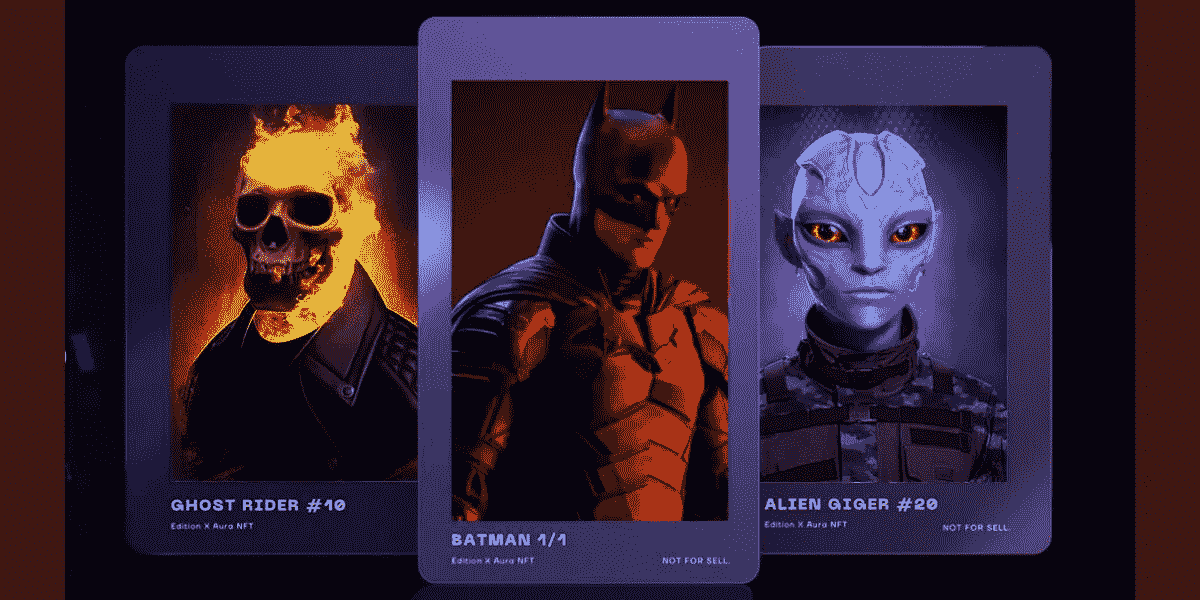 GHOST RIDER #10
Edition X Aura NFT
BATMAN 1/1
Edition X Aura NFT
NOT FOR SELL.
ALIEN GIGER #20
Edition X Aura NFT
NOT FOR SELL.